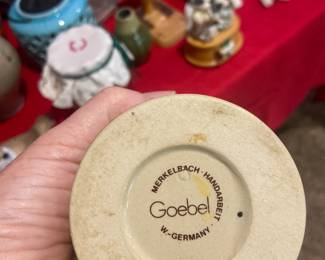 MERKELBACH · HANDARBEIT ·
Goebel
W.-GERMANY